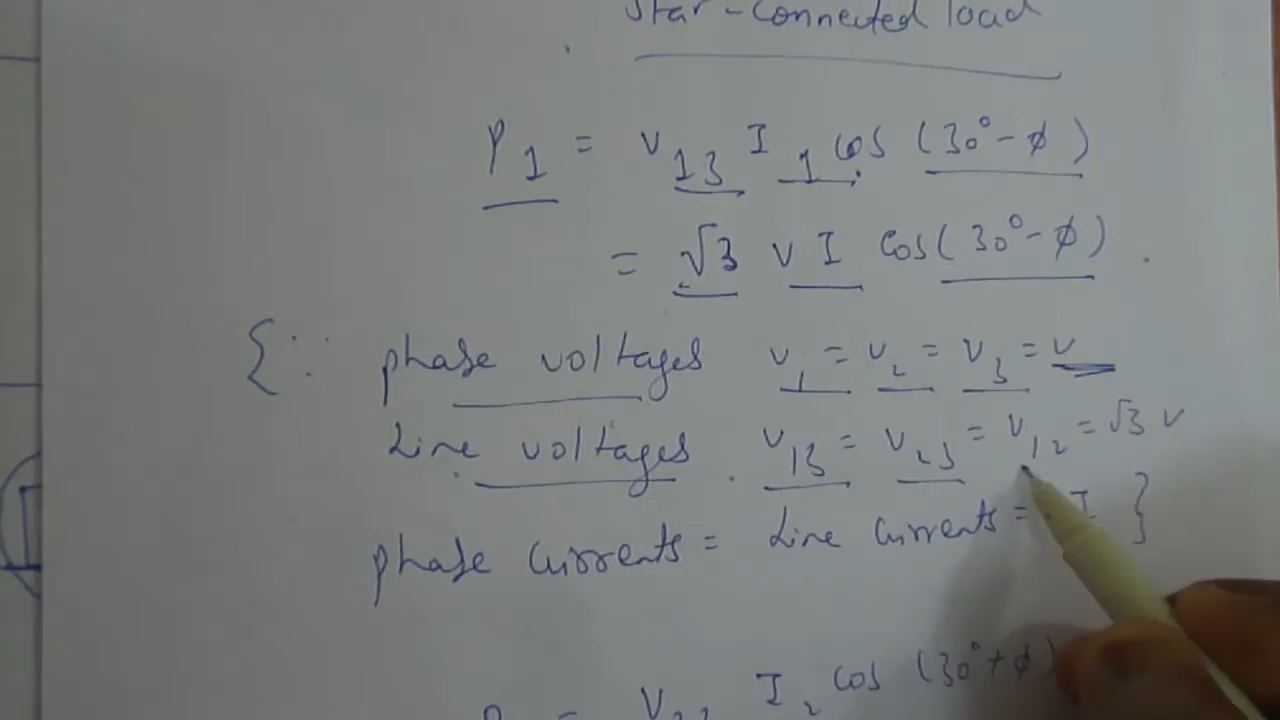 Star-Connected load
P₁ = V₁₃ I₁ cos (30° - ϕ)
= √3 V I Cos(30° - ϕ)
{∵ phase voltages V₁ = V₂ = V₃ = V
Line voltages V₁₃ = V₂₃ = V₁₂ = √3 V
phase currents = Line Currents = I }
= V₂₃ I₂ cos (30° + ϕ)